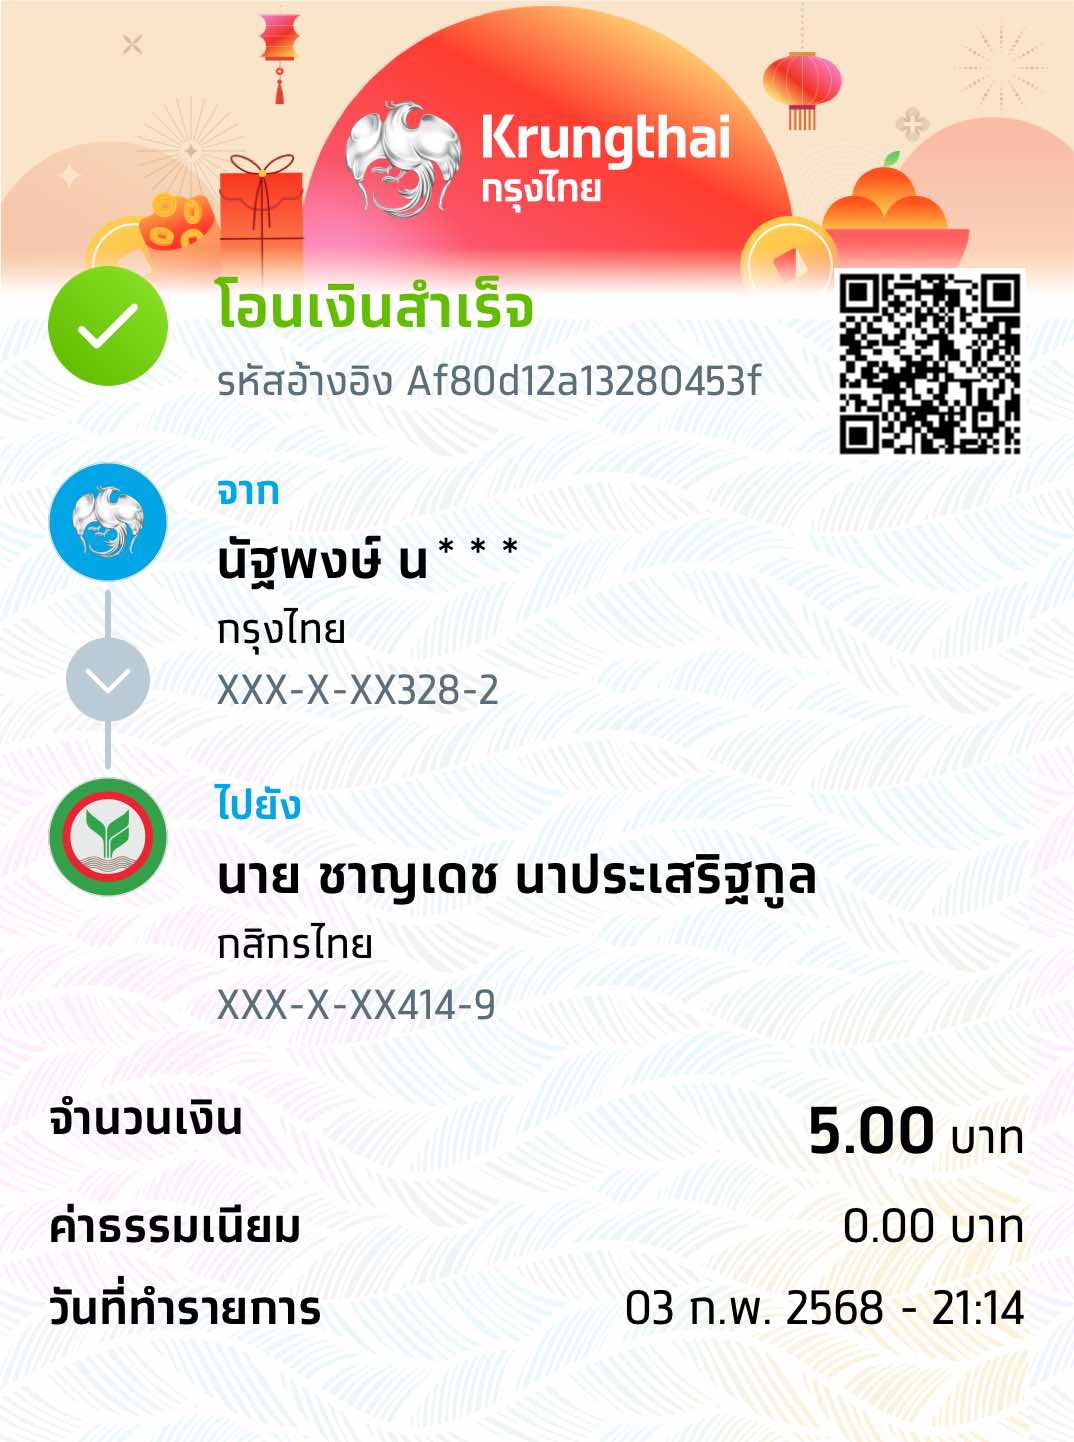 Krungthai
กรุงไทย
โอนเงินสำเร็จ
รหัสอ้างอิง Af80d12a13280453f
จาก
นัฐพงษ์ น***
กรุงไทย
XXX-X-XX328-2
ไปยัง
นาย ชาญเดช นาประเสริฐกูล
กสิกรไทย
XXX-X-XX414-9
จำนวนเงิน 5.00 บาท
ค่าธรรมเนียม 0.00 บาท
วันที่ทำรายการ 03 ก.พ. 2568 - 21:14